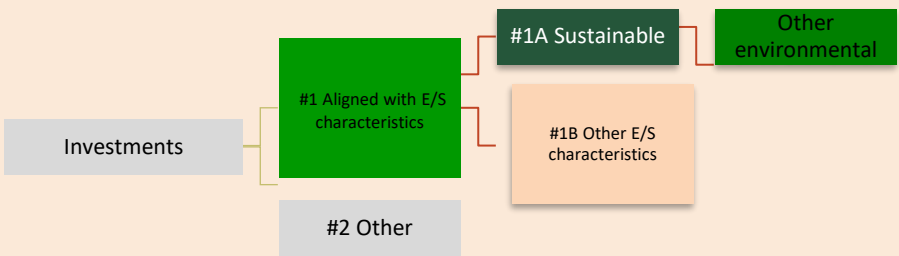 Investments
#1 Aligned with E/S
characteristics
#2 Other
#1A Sustainable
#1B Other E/S
characteristics
Other
environmental